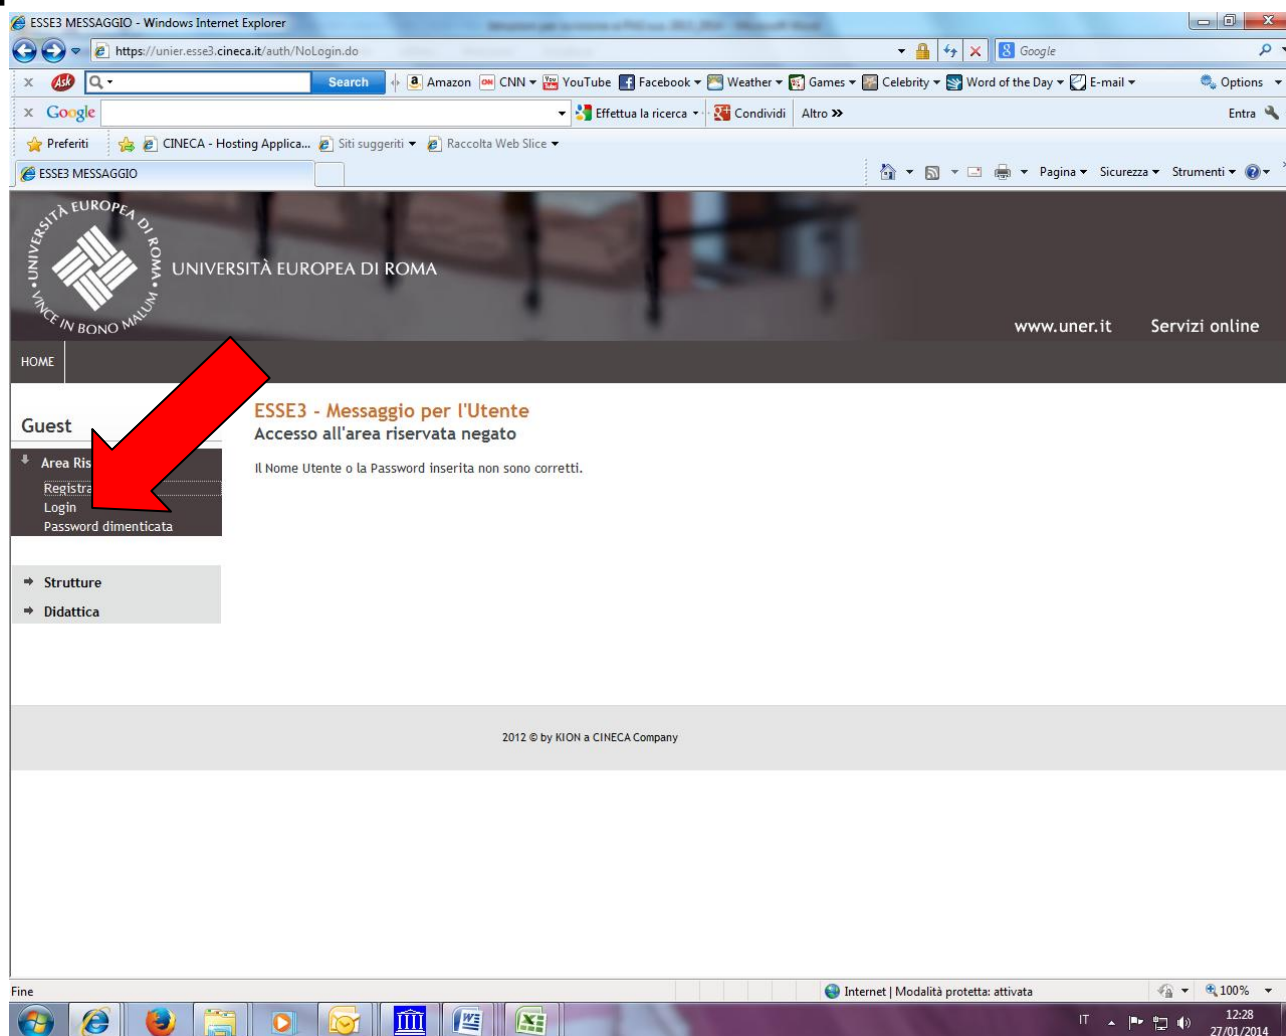 ESSE3 MESSAGGIO - Windows Internet Explorer
https://unier.esse3.cineca.it/auth/NoLogin.do
Google
x Ask Search Amazon CNN YouTube Facebook Weather Games Celebrity Word of the Day E-mail Options
x Google Effettua la ricerca Condividi Altro » Entra
Preferiti CINECA - Hosting Applica... Siti suggeriti Raccolta Web Slice
ESSE3 MESSAGGIO Pagina Sicurezza Strumenti
UNIVERSITÀ EUROPEA DI ROMA • VINCE IN BONO MALUM •
UNIVERSITÀ EUROPEA DI ROMA
www.uner.it Servizi online
HOME
Guest
Area Ris
Registra
Login
Password dimenticata
Strutture
Didattica
ESSE3 - Messaggio per l'Utente
Accesso all'area riservata negato
Il Nome Utente o la Password inserita non sono corretti.
2012 © by KION a CINECA Company
Fine Internet | Modalità protetta: attivata 100%
IT 12:28
27/01/2014